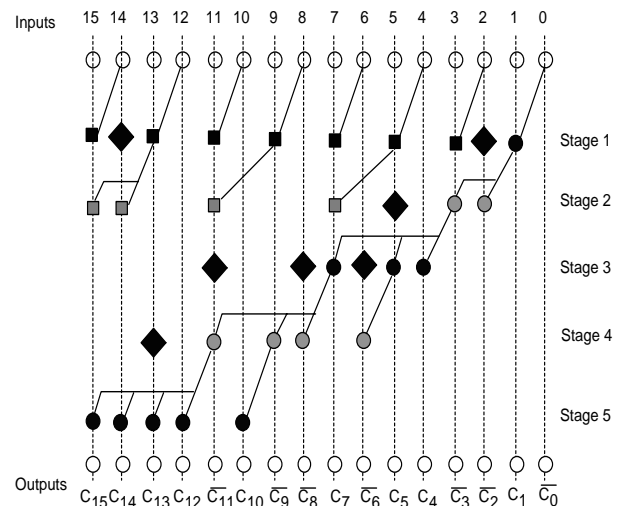 Inputs 15 14 13 12 11 10 9 8 7 6 5 4 3 2 1 0
Stage 1
Stage 2
Stage 3
Stage 4
Stage 5
Outputs C₁₅ C₁₄ C₁₃ C₁₂ C̅₁₁ C₁₀ C̅₉ C̅₈ C₇ C̅₆ C₅ C₄ C̅₃ C̅₂ C₁ C̅₀